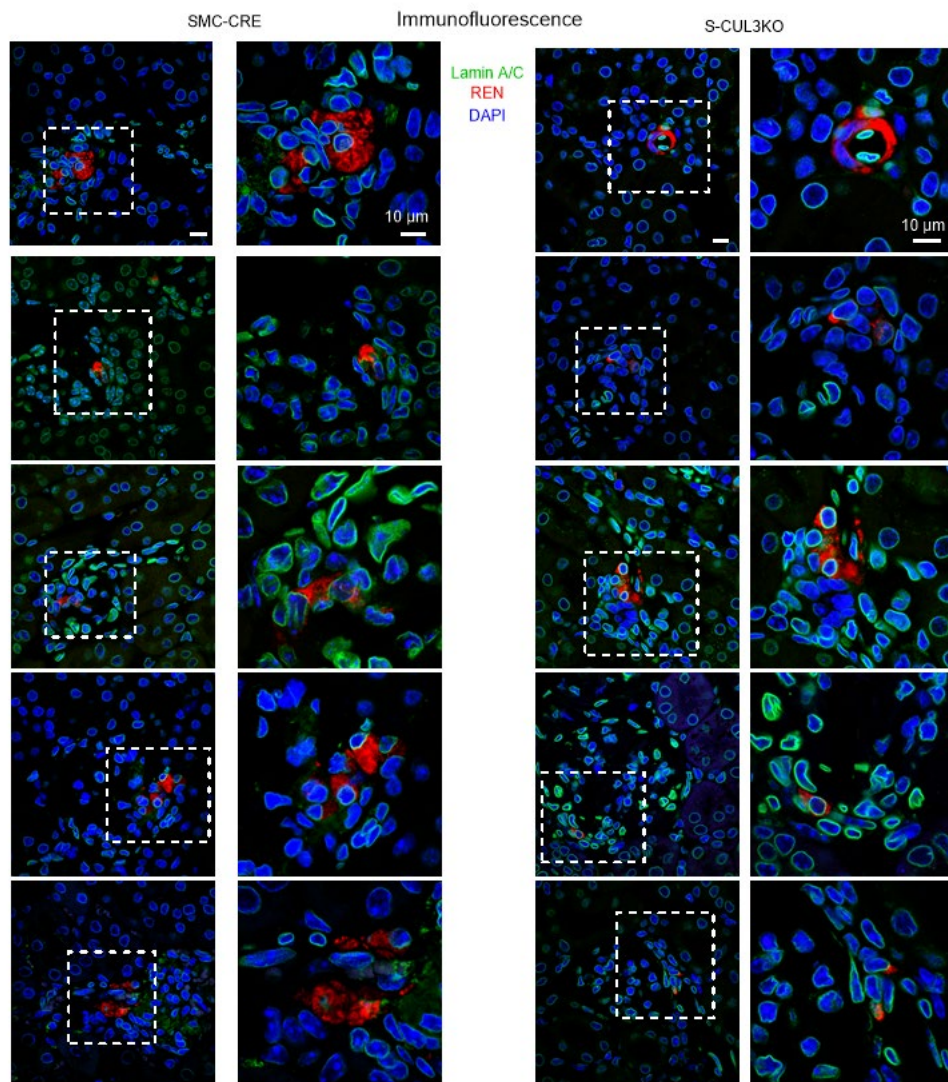 SMC-CRE
Immunofluorescence
S-CUL3KO
Lamin A/C
REN
DAPI
10 µm
10 µm